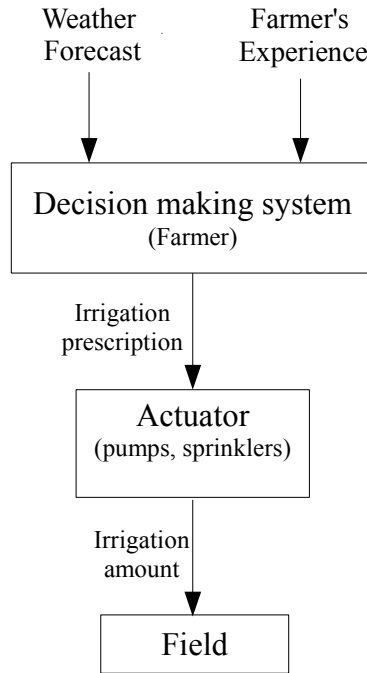 Weather
Forecast
Farmer's
Experience
Decision making system
(Farmer)
Irrigation
prescription
Actuator
(pumps, sprinklers)
Irrigation
amount
Field